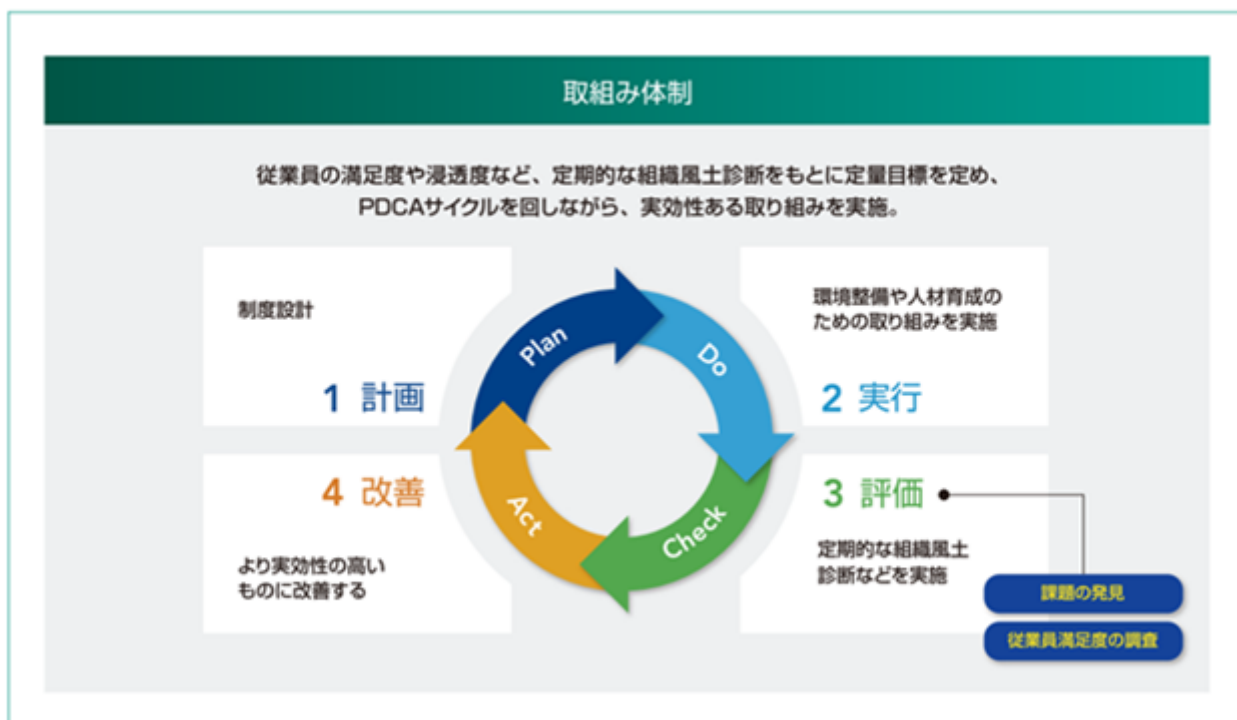 取組み体制
従業員の満足度や浸透度など、定期的な組織風土診断をもとに定量目標を定め、
PDCAサイクルを回しながら、実効性ある取り組みを実施。
制度設計
1 計画
Plan
Do
環境整備や人材育成の
ための取り組みを実施
2 実行
4 改善
より実効性の高い
ものに改善する
Act
Check
3 評価
定期的な組織風土
診断などを実施
課題の発見
従業員満足度の調査